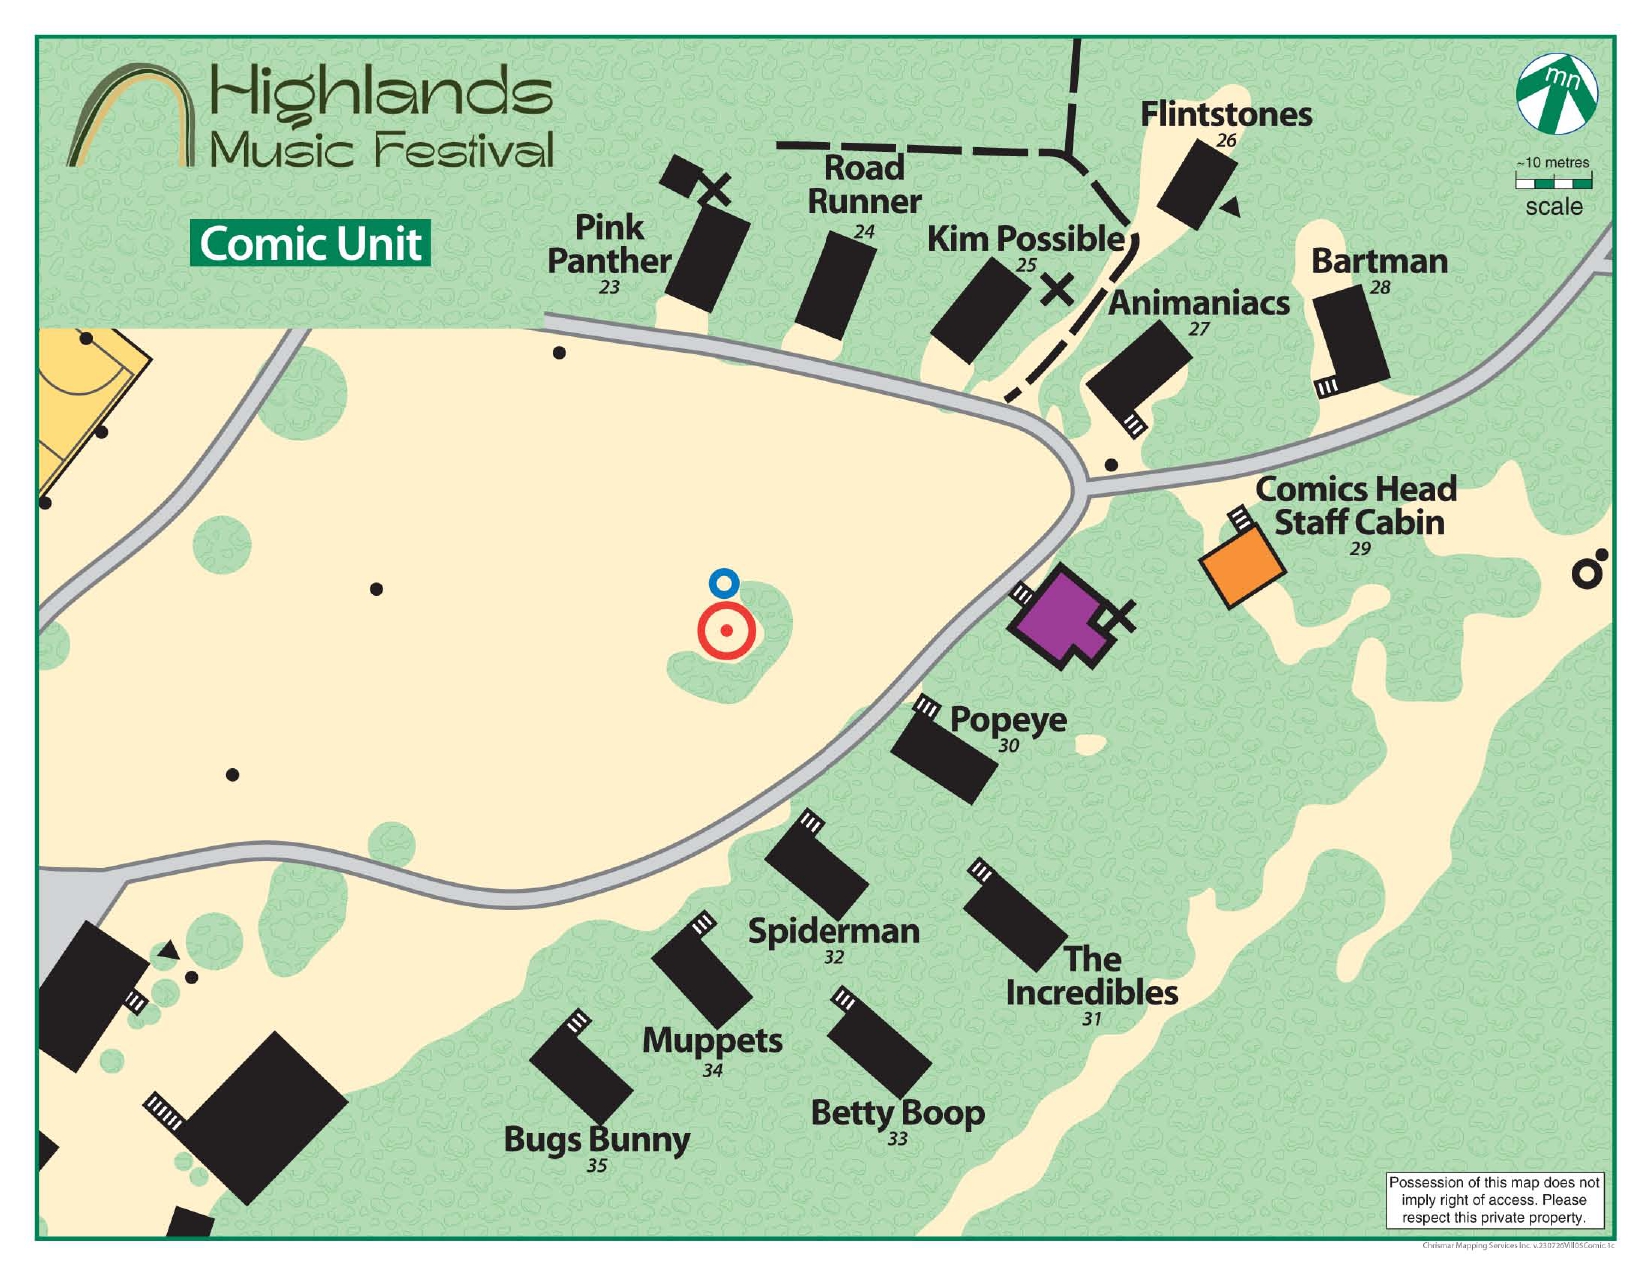 Highlands
Music Festival
Comic Unit
mn
~10 metres
scale
Flintstones
26
Road
Runner
24
Pink
Panther
23
Kim Possible
25
Bartman
28
Animaniacs
27
Comics Head
Staff Cabin
29
Popeye
30
Spiderman
32
The
Incredibles
31
Muppets
34
Betty Boop
33
Bugs Bunny
35
Possession of this map does not
imply right of access. Please
respect this private property.